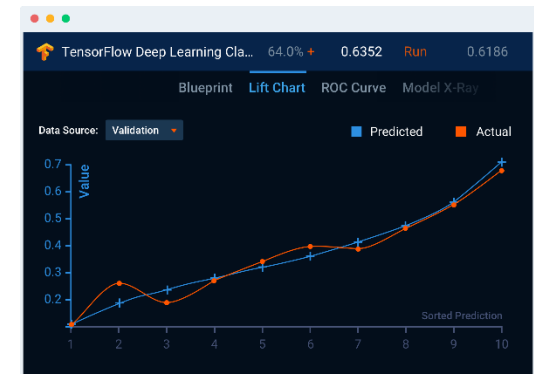 TensorFlow Deep Learning Cla... 64.0% + 0.6352 Run 0.6186
Blueprint Lift Chart ROC Curve Model X-Ray
Data Source: Validation Predicted Actual
Value
0.7
0.6
0.5
0.4
0.3
0.2
Sorted Prediction
1 2 3 4 5 6 7 8 9 10